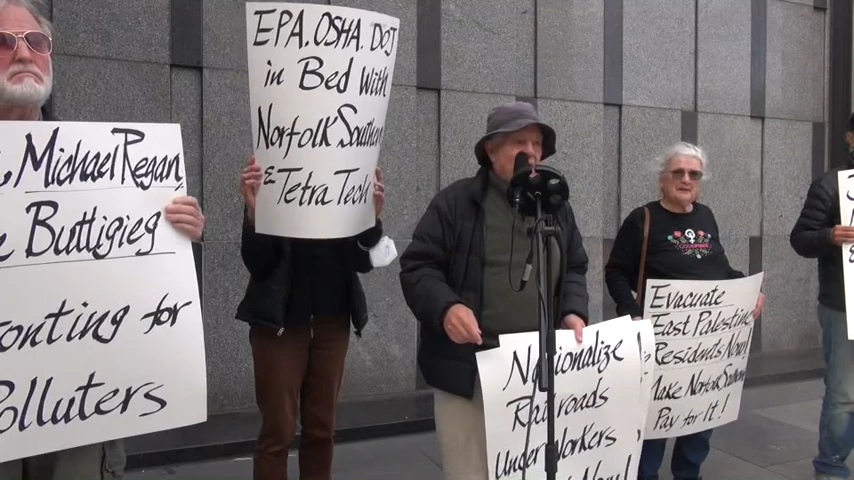 Michael Regan
Buttigieg
for
Polluters
EPA. OSHA. DOJ
in Bed With
Norfolk Southern
& Tetra Tech
Nationalize
Railroads
Under Workers
Now!
Evacuate
East Palestine
Residents Now!
Make Norfolk Southern
Pay for It!